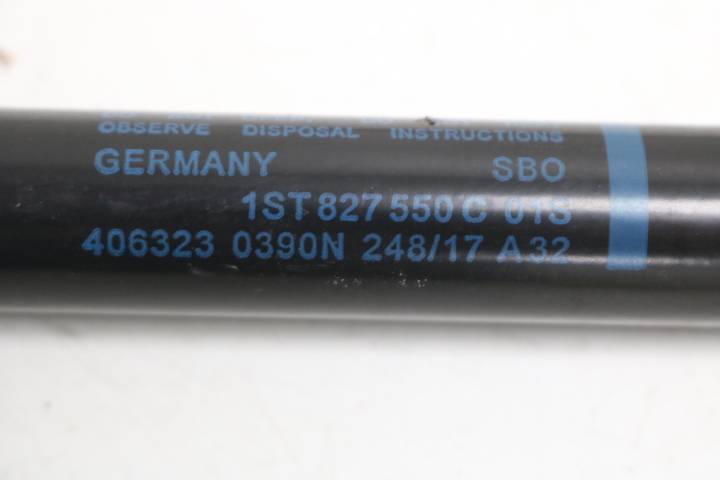 OBSERVE DISPOSAL INSTRUCTIONS
GERMANY SBO
1ST 827 550 C 01S
406323 0390N 248/17 A32